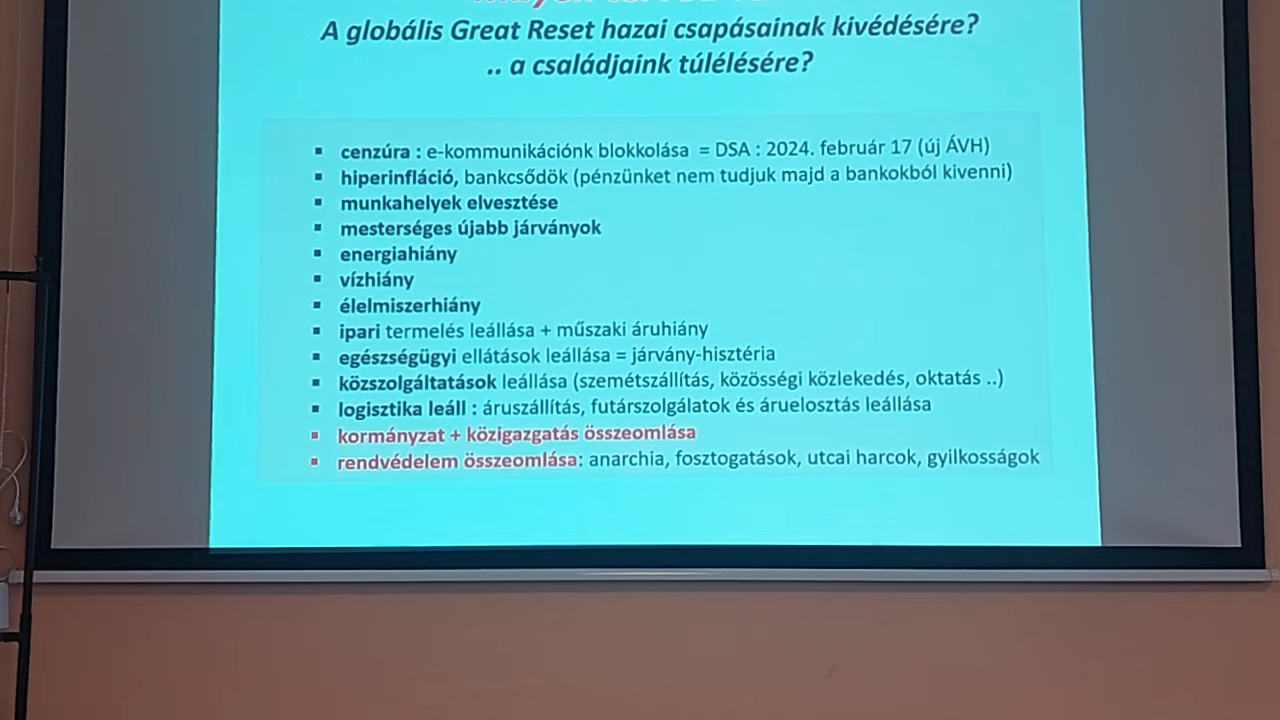 A globális Great Reset hazai csapásainak kivédésére?
.. a családjaink túlélésére?
▪ cenzúra : e-kommunikációnk blokkolása = DSA : 2024. február 17 (új ÁVH)
▪ hiperinfláció, bankcsődök (pénzünket nem tudjuk majd a bankokból kivenni)
▪ munkahelyek elvesztése
▪ mesterséges újabb járványok
▪ energiahiány
▪ vízhiány
▪ élelmiszerhiány
▪ ipari termelés leállása + műszaki áruhiány
▪ egészségügyi ellátások leállása = járvány-hisztéria
▪ közszolgáltatások leállása (szemétszállítás, közösségi közlekedés, oktatás ..)
▪ logisztika leáll : áruszállítás, futárszolgálatok és áruelosztás leállása
▪ kormányzat + közigazgatás összeomlása
▪ rendvédelem összeomlása: anarchia, fosztogatások, utcai harcok, gyilkosságok